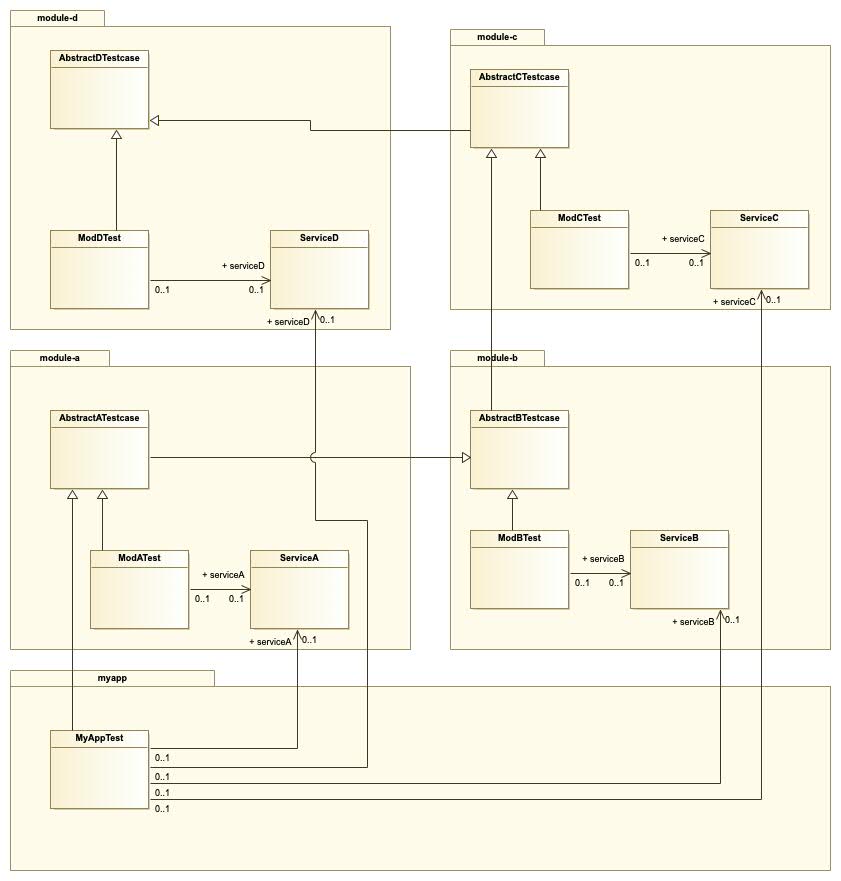 module-d
AbstractDTestcase
ModDTest
ServiceD
+ serviceD
0..1
0..1
+ serviceD
0..1
module-c
AbstractCTestcase
ModCTest
ServiceC
+ serviceC
0..1
0..1
+ serviceC
0..1
module-a
AbstractATestcase
ModATest
ServiceA
+ serviceA
0..1
0..1
+ serviceA
0..1
module-b
AbstractBTestcase
ModBTest
ServiceB
+ serviceB
0..1
0..1
+ serviceB
0..1
myapp
MyAppTest
0..1
0..1
0..1
0..1